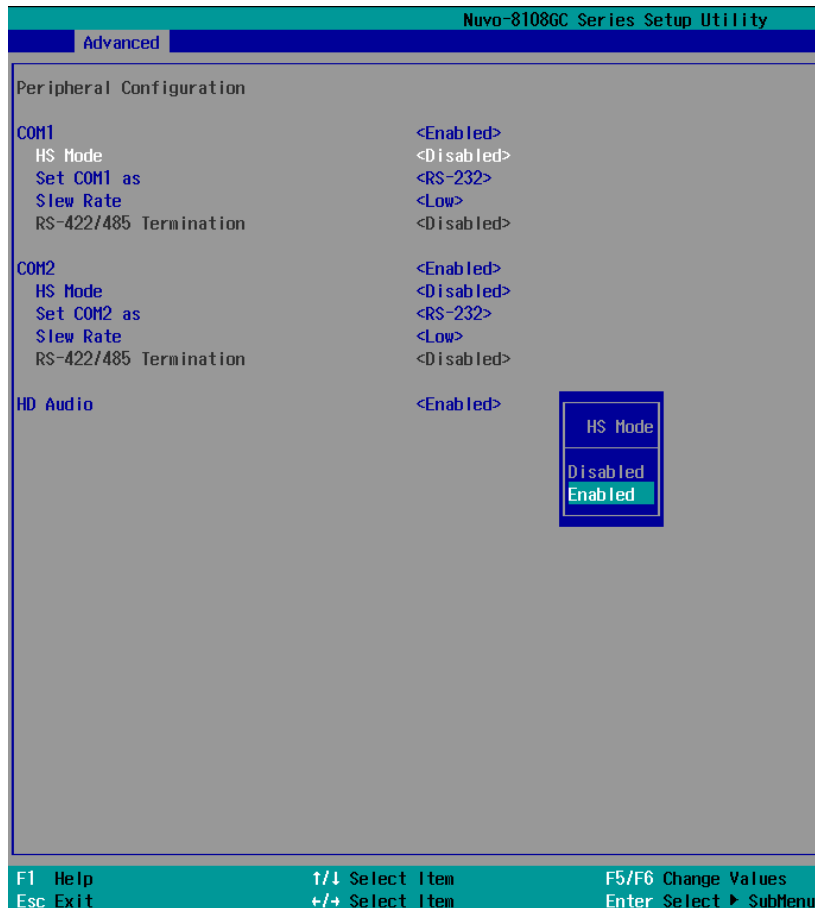 Nuvo-8108GC Series Setup Utility
Advanced
Peripheral Configuration
COM1 <Enabled>
HS Mode <Disabled>
Set COM1 as <RS-232>
Slew Rate <Low>
RS-422/485 Termination <Disabled>
COM2 <Enabled>
HS Mode <Disabled>
Set COM2 as <RS-232>
Slew Rate <Low>
RS-422/485 Termination <Disabled>
HD Audio <Enabled>
HS Mode
Disabled
Enabled
F1 Help ↑/↓ Select Item F5/F6 Change Values
Esc Exit ←/→ Select Item Enter Select ▶ SubMenu